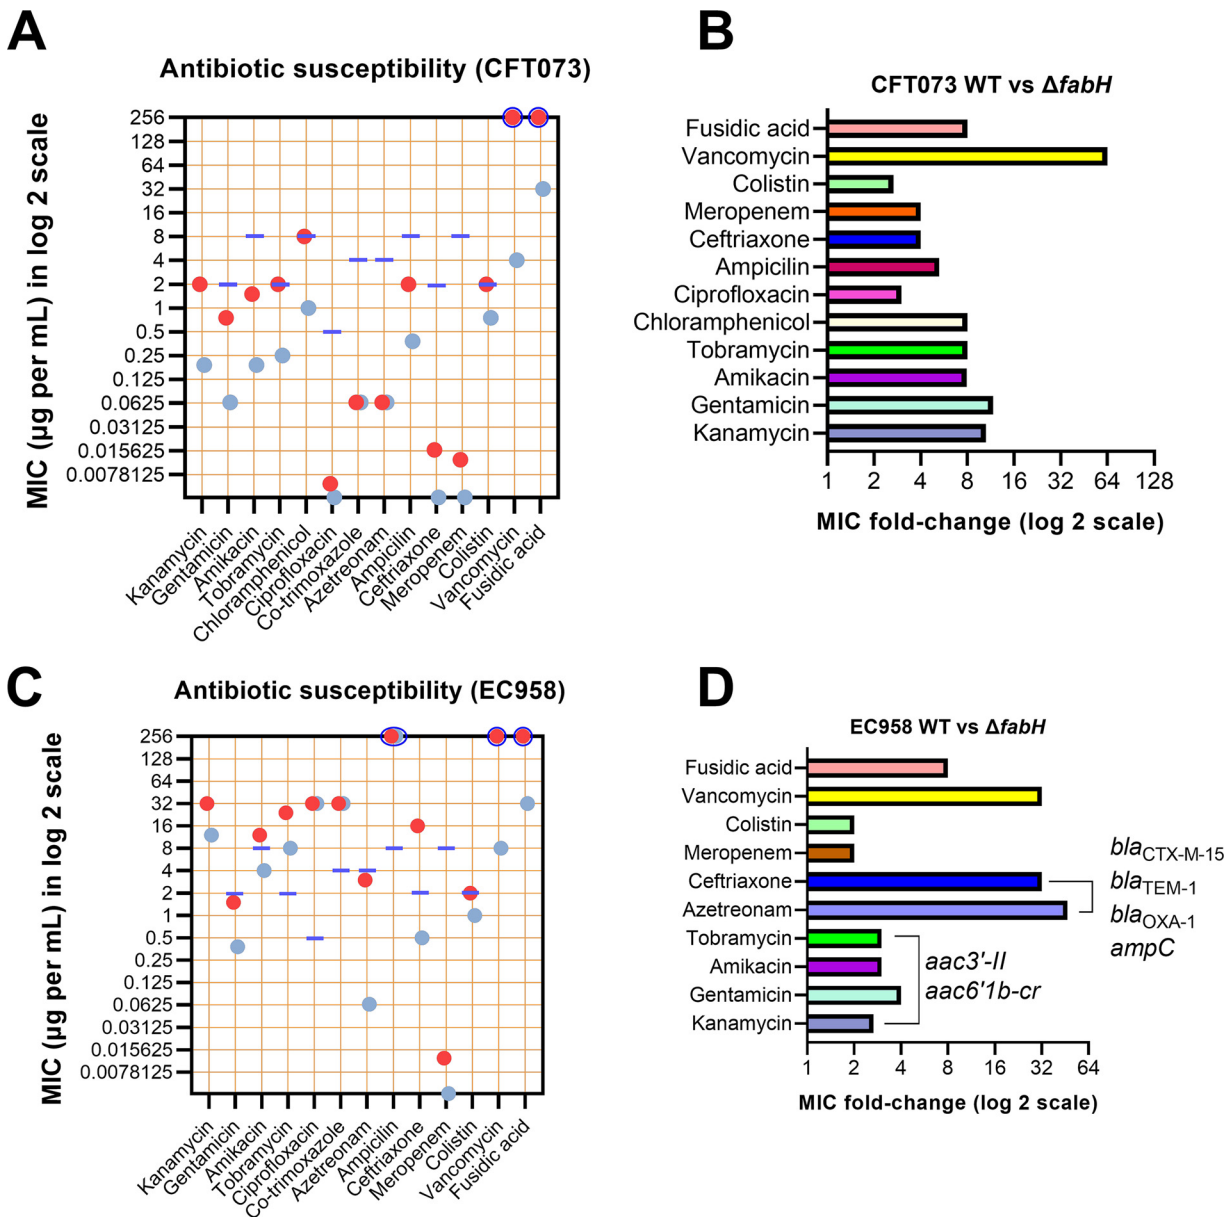 A
Antibiotic susceptibility (CFT073)
MIC (µg per mL) in log 2 scale
256
128
64
32
16
8
4
2
1
0.5
0.25
0.125
0.0625
0.03125
0.015625
0.0078125
Kanamycin
Gentamicin
Amikacin
Tobramycin
Chloramphenicol
Ciprofloxacin
Co-trimoxazole
Azetreonam
Ampicilin
Ceftriaxone
Meropenem
Colistin
Vancomycin
Fusidic acid
B
CFT073 WT vs ΔfabH
Fusidic acid
Vancomycin
Colistin
Meropenem
Ceftriaxone
Ampicilin
Ciprofloxacin
Chloramphenicol
Tobramycin
Amikacin
Gentamicin
Kanamycin
1 2 4 8 16 32 64 128
MIC fold-change (log 2 scale)
C
Antibiotic susceptibility (EC958)
MIC (µg per mL) in log 2 scale
256
128
64
32
16
8
4
2
1
0.5
0.25
0.125
0.0625
0.03125
0.015625
0.0078125
Kanamycin
Gentamicin
Amikacin
Tobramycin
Ciprofloxacin
Co-trimoxazole
Azetreonam
Ampicilin
Ceftriaxone
Meropenem
Colistin
Vancomycin
Fusidic acid
D
EC958 WT vs ΔfabH
Fusidic acid
Vancomycin
Colistin
Meropenem
Ceftriaxone
Azetreonam
Tobramycin
Amikacin
Gentamicin
Kanamycin
blaCTX-M-15
blaTEM-1
blaOXA-1
ampC
aac3'-II
aac6'1b-cr
1 2 4 8 16 32 64
MIC fold-change (log 2 scale)